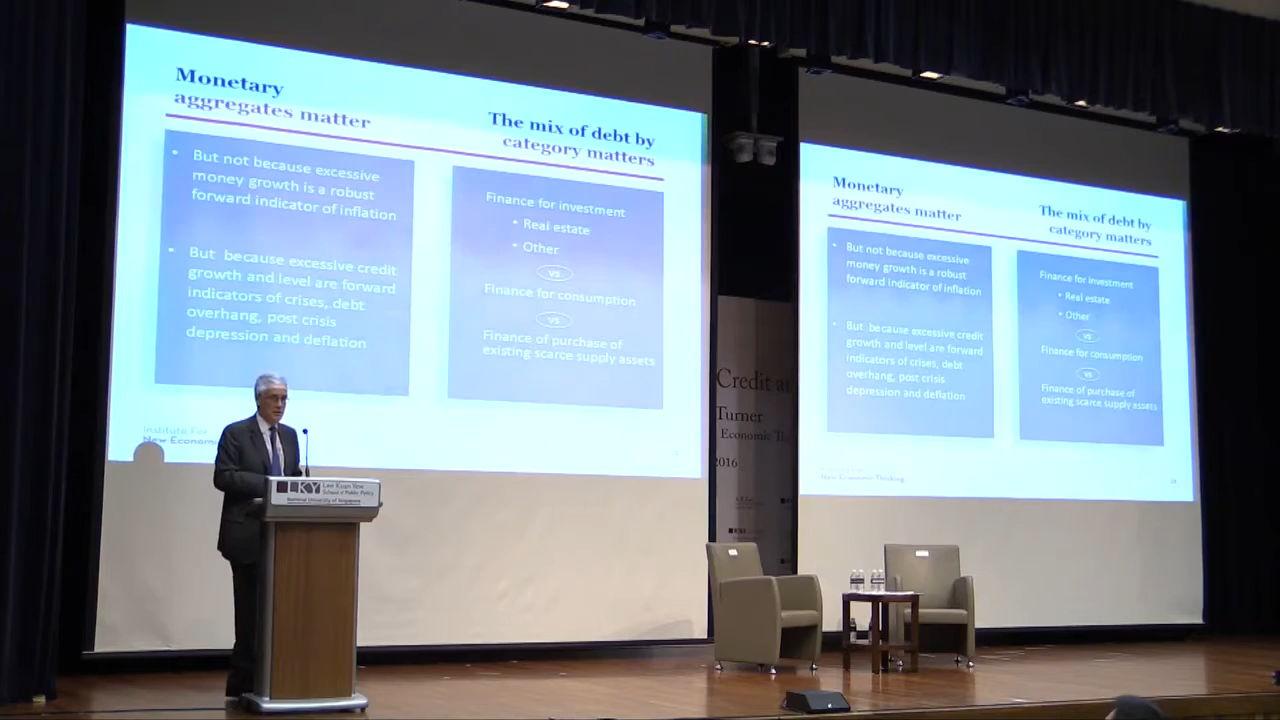 Monetary
aggregates matter
• But not because excessive
money growth is a robust
forward indicator of inflation
• But because excessive credit
growth and level are forward
indicators of crises, debt
overhang, post crisis
depression and deflation
The mix of debt by
category matters
Finance for investment
• Real estate
• Other
vs
Finance for consumption
vs
Finance of purchase of
existing scarce supply assets
Institute For
New Economic
LKY Lee Kuan Yew
School of Public Policy
National University of Singapore
Credit a
Turner
Economic Th
2016
Monetary
aggregates matter
• But not because excessive
money growth is a robust
forward indicator of inflation
• But because excessive credit
growth and level are forward
indicators of crises, debt
overhang, post crisis
depression and deflation
The mix of debt by
category matters
Finance for investment
• Real estate
• Other
vs
Finance for consumption
vs
Finance of purchase of
existing scarce supply assets
New Economic Thinking